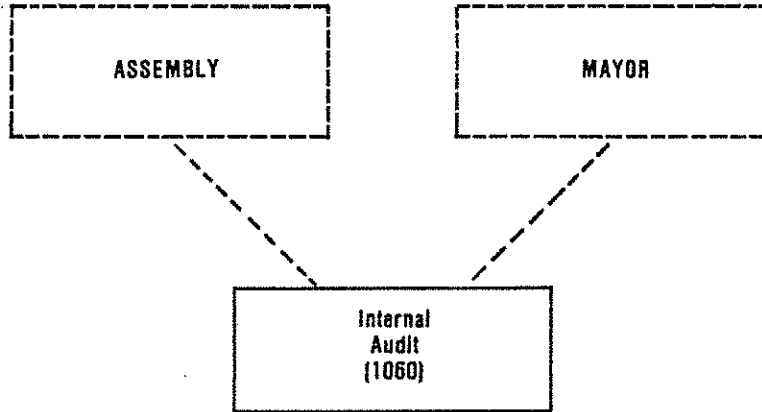 ASSEMBLY
MAYOR
Internal
Audit
(1060)